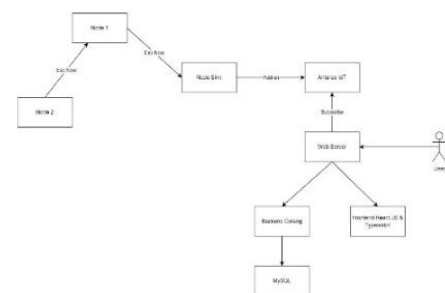 Node 1
Esp Now
Esp Now
Node Sink
Publish
Antares IoT
Node 2
Subscribe
Web Server
User
Backend Golang
Frontend React JS &
Typescript
MySQL